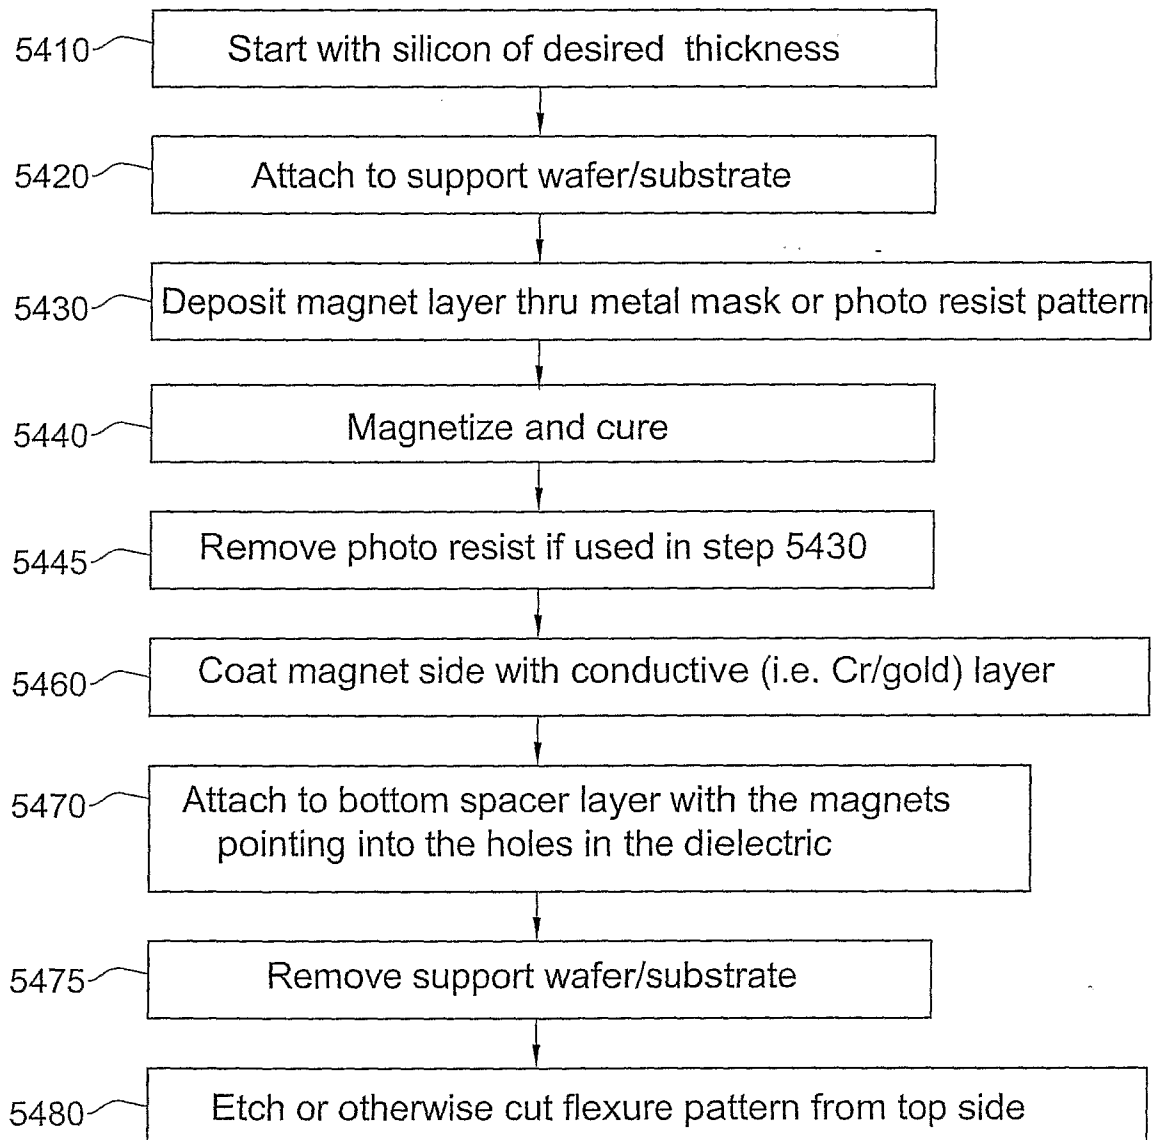 5410 Start with silicon of desired thickness
5420 Attach to support wafer/substrate
5430 Deposit magnet layer thru metal mask or photo resist pattern
5440 Magnetize and cure
5445 Remove photo resist if used in step 5430
5460 Coat magnet side with conductive (i.e. Cr/gold) layer
5470 Attach to bottom spacer layer with the magnets
pointing into the holes in the dielectric
5475 Remove support wafer/substrate
5480 Etch or otherwise cut flexure pattern from top side